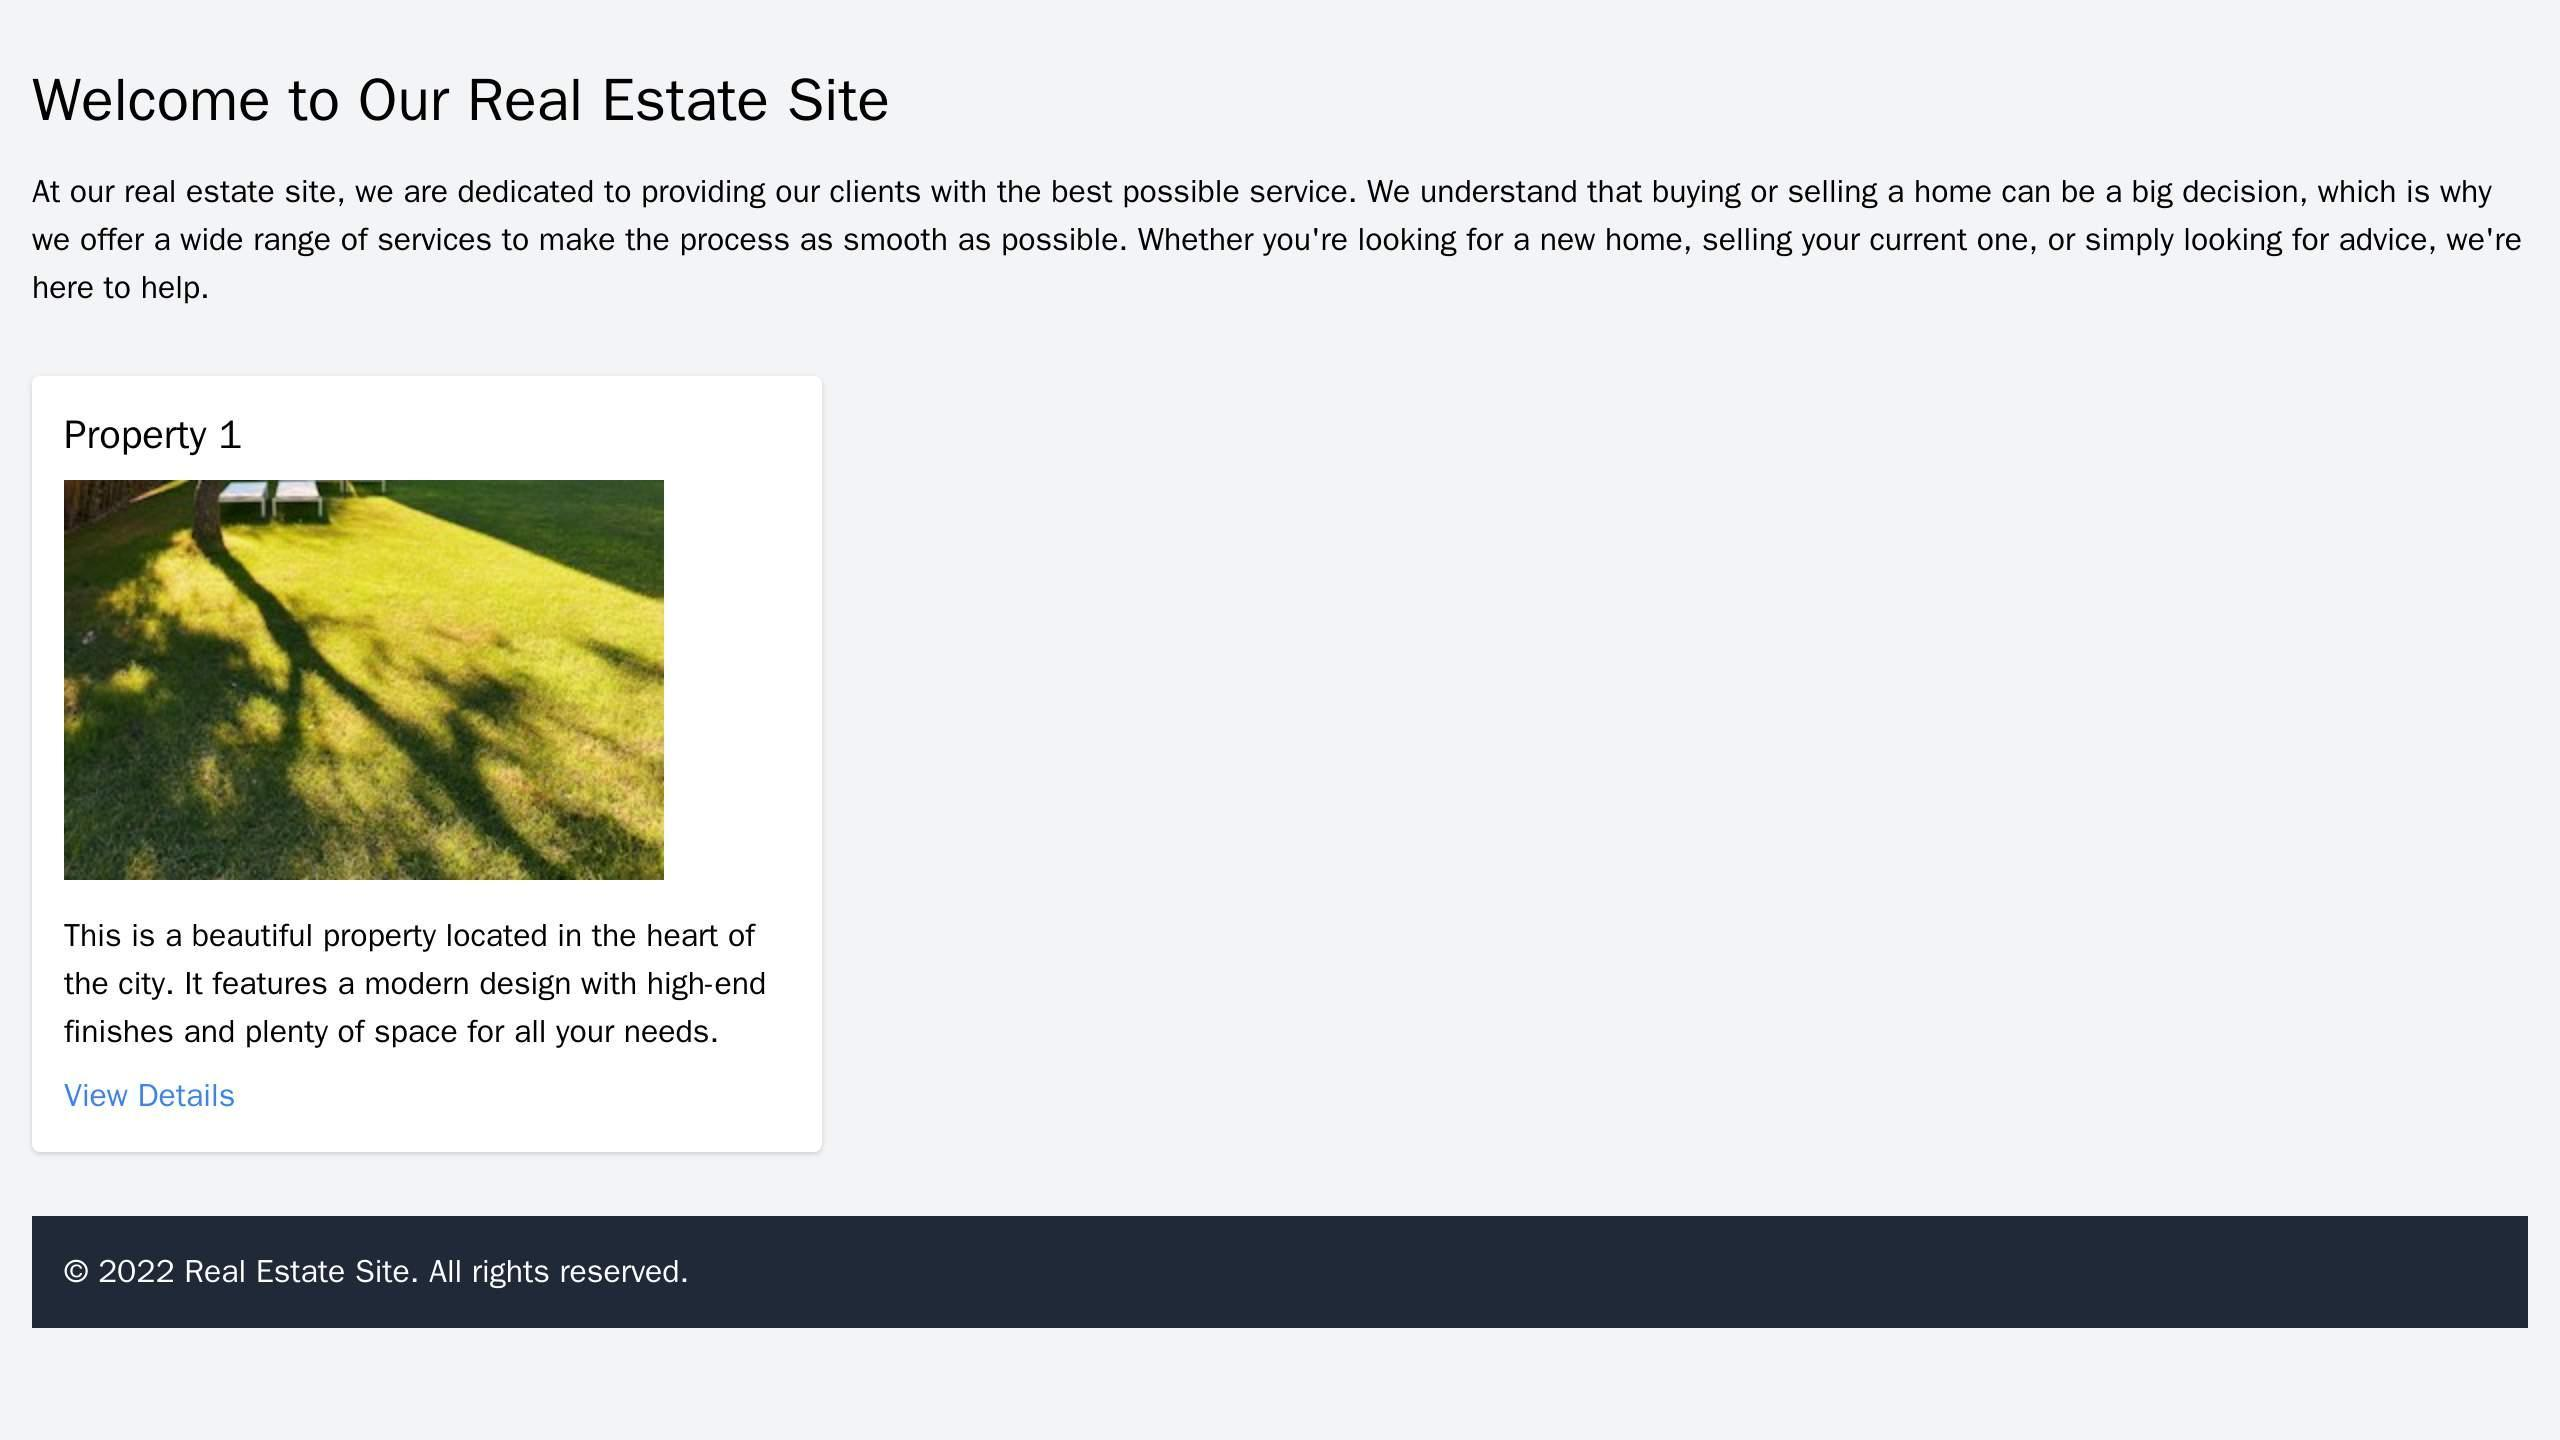 Welcome to Our Real Estate Site
At our real estate site, we are dedicated to providing our clients with the best possible service. We understand that buying or selling a home can be a big decision, which is why
we offer a wide range of services to make the process as smooth as possible. Whether you're looking for a new home, selling your current one, or simply looking for advice, we're
here to help.
Property 1
This is a beautiful property located in the heart of
the city. It features a modern design with high-end
finishes and plenty of space for all your needs.
View Details
© 2022 Real Estate Site. All rights reserved.